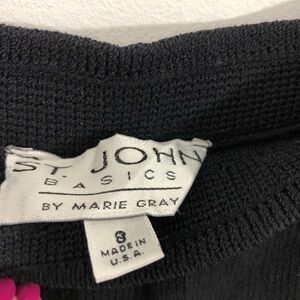 ST. JOHN
BASICS
BY MARIE GRAY
8
MADE IN
U.S.A.